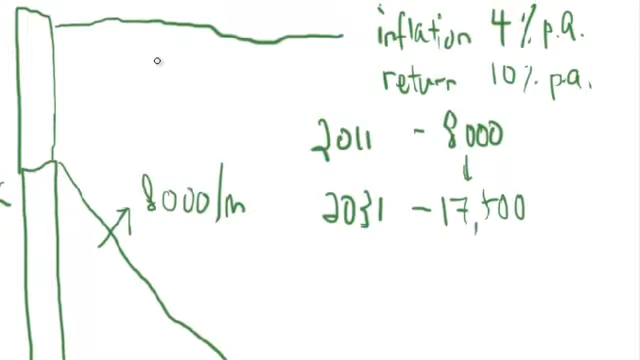 inflation 4% p.a.
return 10% p.a.
2011 - 8000
8000/m
2031 - 17,500